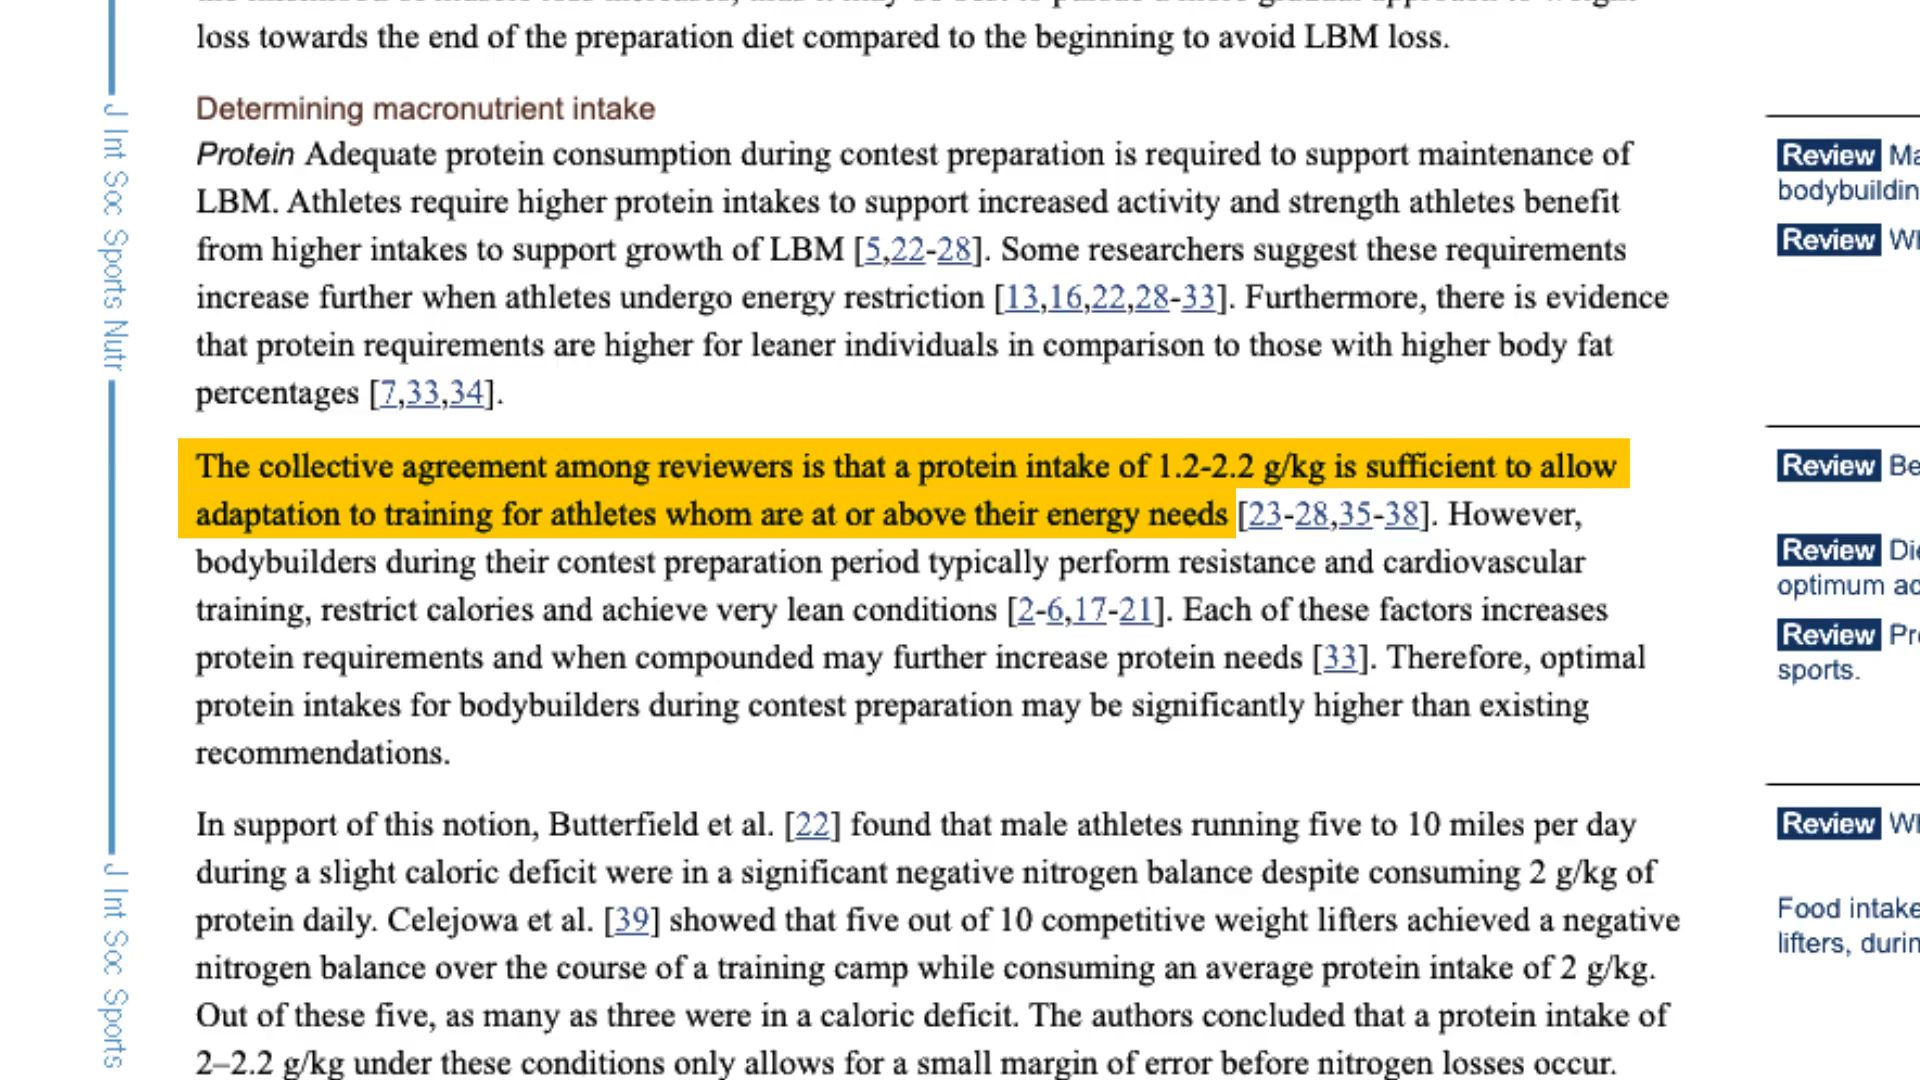 loss towards the end of the preparation diet compared to the beginning to avoid LBM loss.
Determining macronutrient intake
Protein Adequate protein consumption during contest preparation is required to support maintenance of
LBM. Athletes require higher protein intakes to support increased activity and strength athletes benefit
from higher intakes to support growth of LBM [5,22-28]. Some researchers suggest these requirements
increase further when athletes undergo energy restriction [13,16,22,28-33]. Furthermore, there is evidence
that protein requirements are higher for leaner individuals in comparison to those with higher body fat
percentages [7,33,34].
The collective agreement among reviewers is that a protein intake of 1.2-2.2 g/kg is sufficient to allow
adaptation to training for athletes whom are at or above their energy needs [23-28,35-38]. However,
bodybuilders during their contest preparation period typically perform resistance and cardiovascular
training, restrict calories and achieve very lean conditions [2-6,17-21]. Each of these factors increases
protein requirements and when compounded may further increase protein needs [33]. Therefore, optimal
protein intakes for bodybuilders during contest preparation may be significantly higher than existing
recommendations.
In support of this notion, Butterfield et al. [22] found that male athletes running five to 10 miles per day
during a slight caloric deficit were in a significant negative nitrogen balance despite consuming 2 g/kg of
protein daily. Celejowa et al. [39] showed that five out of 10 competitive weight lifters achieved a negative
nitrogen balance over the course of a training camp while consuming an average protein intake of 2 g/kg.
Out of these five, as many as three were in a caloric deficit. The authors concluded that a protein intake of
2–2.2 g/kg under these conditions only allows for a small margin of error before nitrogen losses occur.
J Int Soc Sports Nutr
J Int Soc Sports
Review Ma
bodybuildin
Review Wh
Review Be
Review Die
optimum ac
Review Pro
sports.
Review Wh
Food intake
lifters, durin